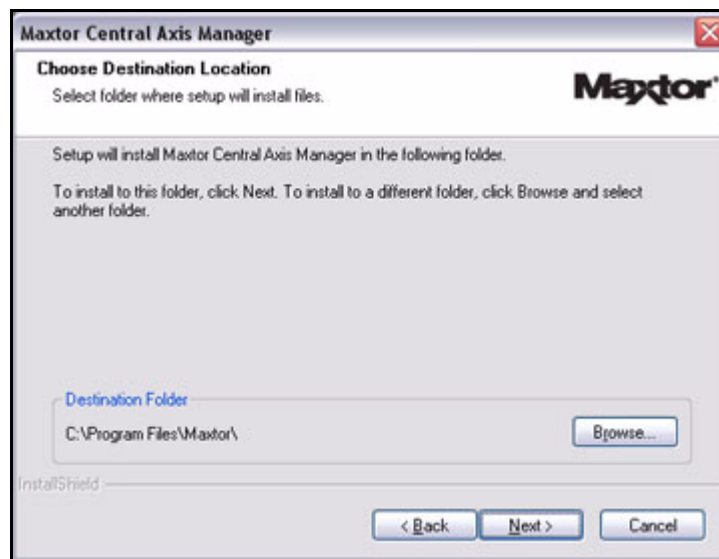 Maxtor Central Axis Manager
Choose Destination Location
Select folder where setup will install files.
Maxtor
Setup will install Maxtor Central Axis Manager in the following folder.
To install to this folder, click Next. To install to a different folder, click Browse and select
another folder.
Destination Folder
C:\Program Files\Maxtor\
Browse...
InstallShield
< Back
Next >
Cancel